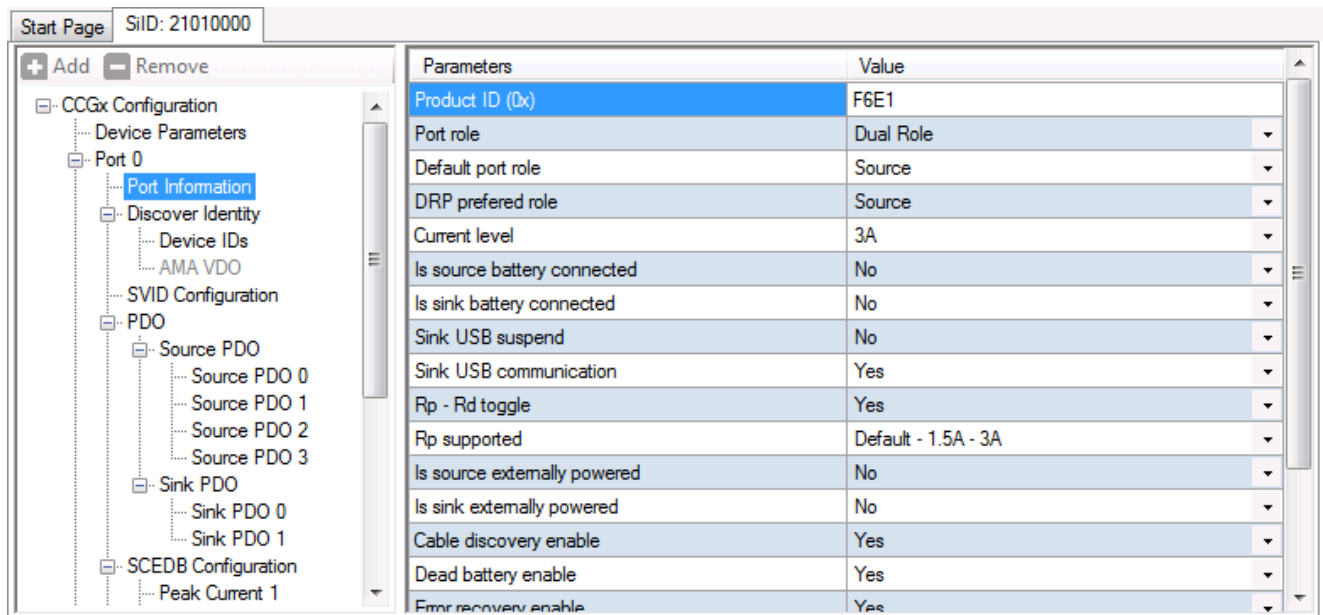 Start Page
SiID: 21010000
Add
Remove
CCGx Configuration
Device Parameters
Port 0
Port Information
Discover Identity
Device IDs
AMA VDO
SVID Configuration
PDO
Source PDO
Source PDO 0
Source PDO 1
Source PDO 2
Source PDO 3
Sink PDO
Sink PDO 0
Sink PDO 1
SCEDB Configuration
Peak Current 1
Parameters Value
Product ID (0x) F6E1
Port role Dual Role
Default port role Source
DRP prefered role Source
Current level 3A
Is source battery connected No
Is sink battery connected No
Sink USB suspend No
Sink USB communication Yes
Rp - Rd toggle Yes
Rp supported Default - 1.5A - 3A
Is source externally powered No
Is sink externally powered No
Cable discovery enable Yes
Dead battery enable Yes
Error recovery enable Yes